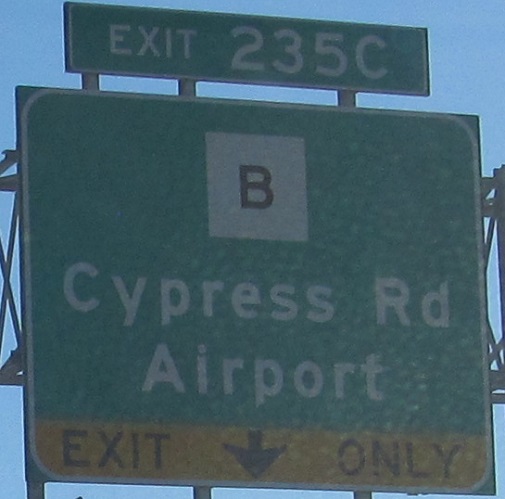 EXIT 235C
B
Cypress Rd
Airport
EXIT ONLY